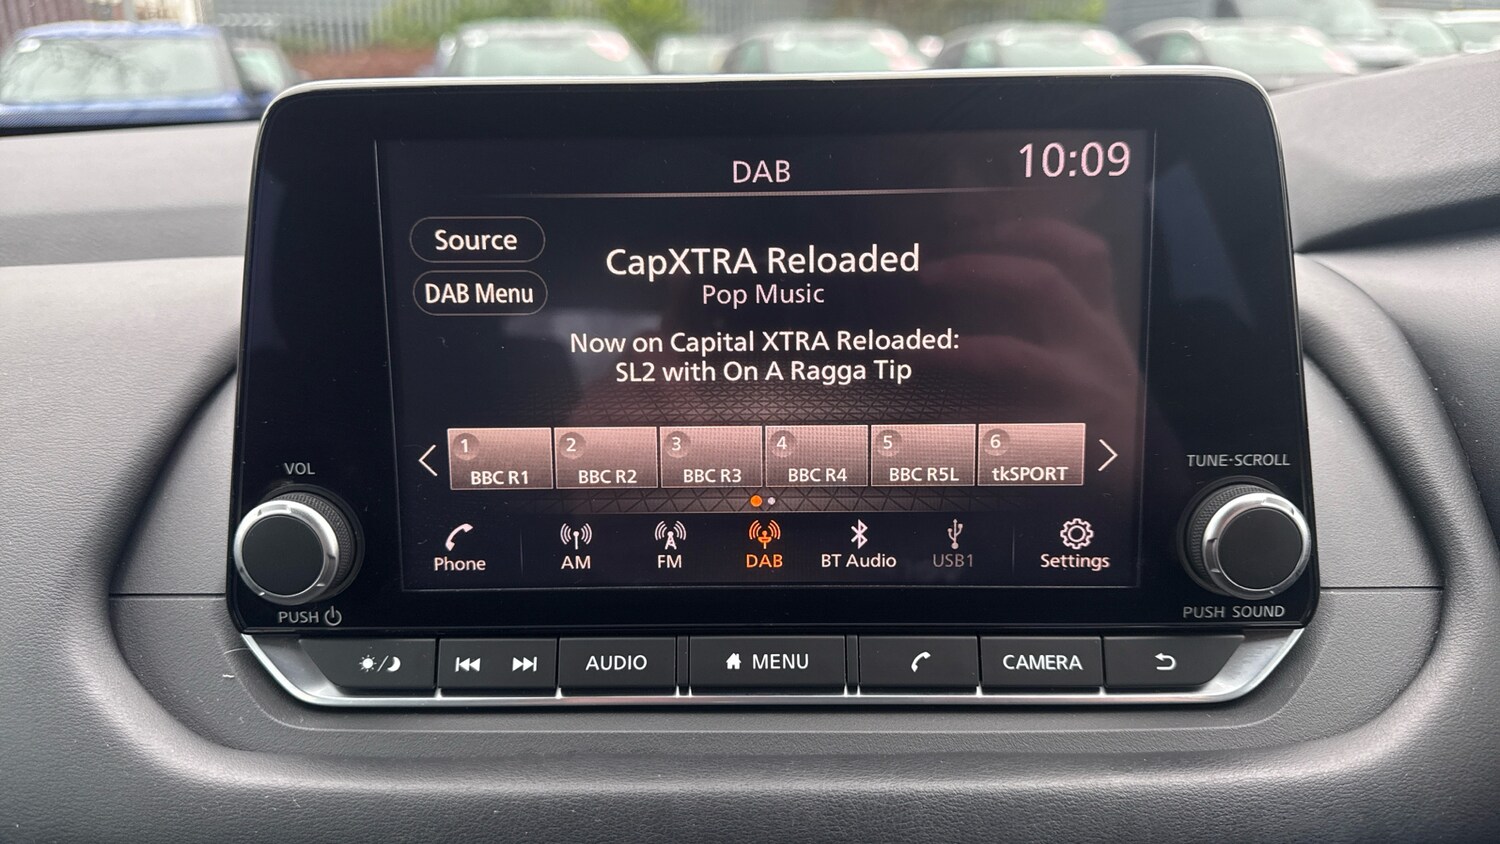 DAB
10:09
Source
CapXTRA Reloaded
DAB Menu
Pop Music
Now on Capital XTRA Reloaded:
SL2 with On A Ragga Tip
1 2 3 4 5 6
BBC R1 BBC R2 BBC R3 BBC R4 BBC R5L tkSPORT
VOL
TUNE·SCROLL
Phone AM FM DAB BT Audio USB1 Settings
PUSH
PUSH SOUND
AUDIO MENU CAMERA